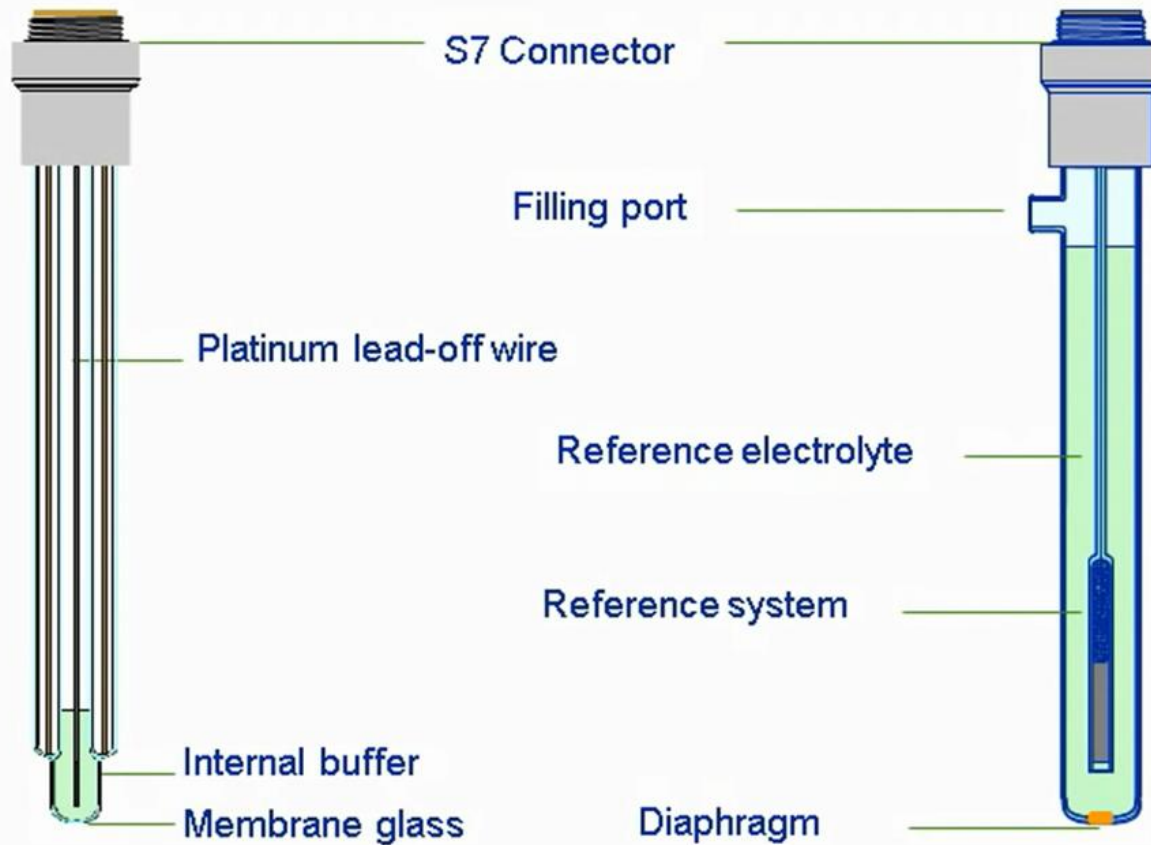 S7 Connector
Filling port
Platinum lead-off wire
Reference electrolyte
Reference system
Internal buffer
Membrane glass
Diaphragm